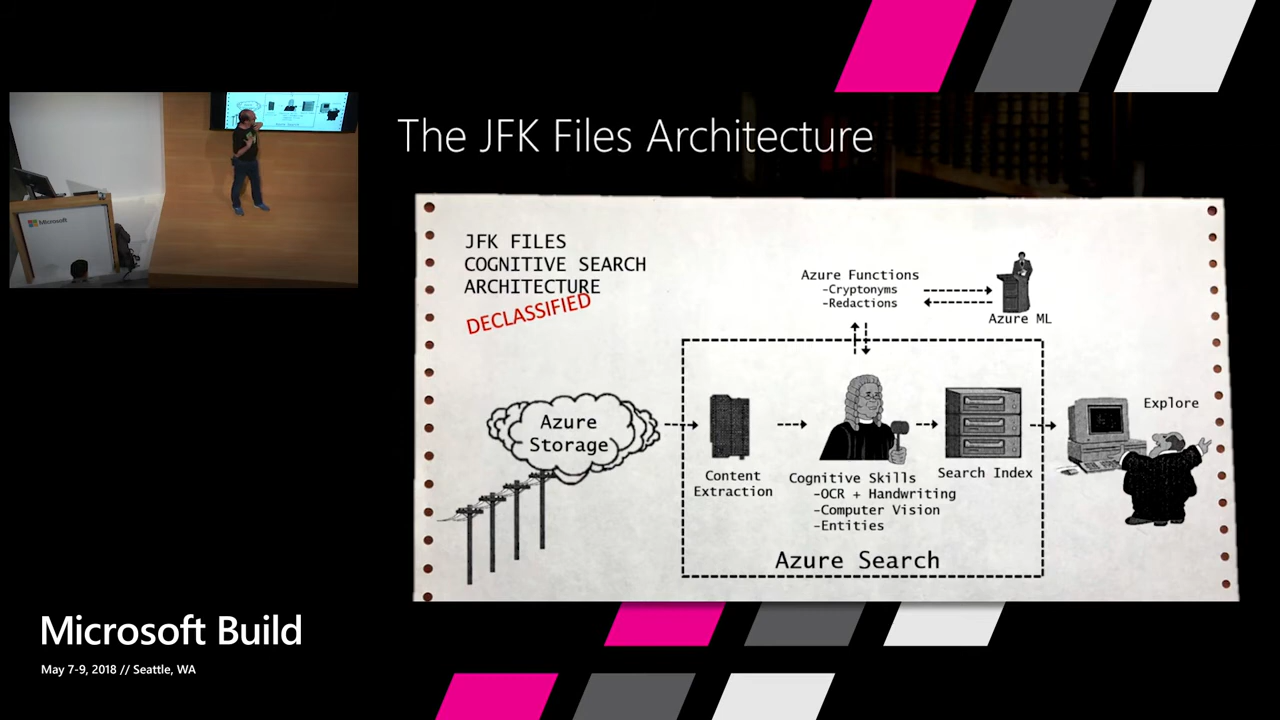 The JFK Files Architecture
Microsoft
JFK FILES
COGNITIVE SEARCH
ARCHITECTURE
DECLASSIFIED
Azure Functions
-Cryptonyms
-Redactions
Azure ML
Azure
Storage
Content
Extraction
Cognitive Skills
-OCR + Handwriting
-Computer Vision
-Entities
Search Index
Explore
Azure Search
Microsoft Build
May 7-9, 2018 // Seattle, WA